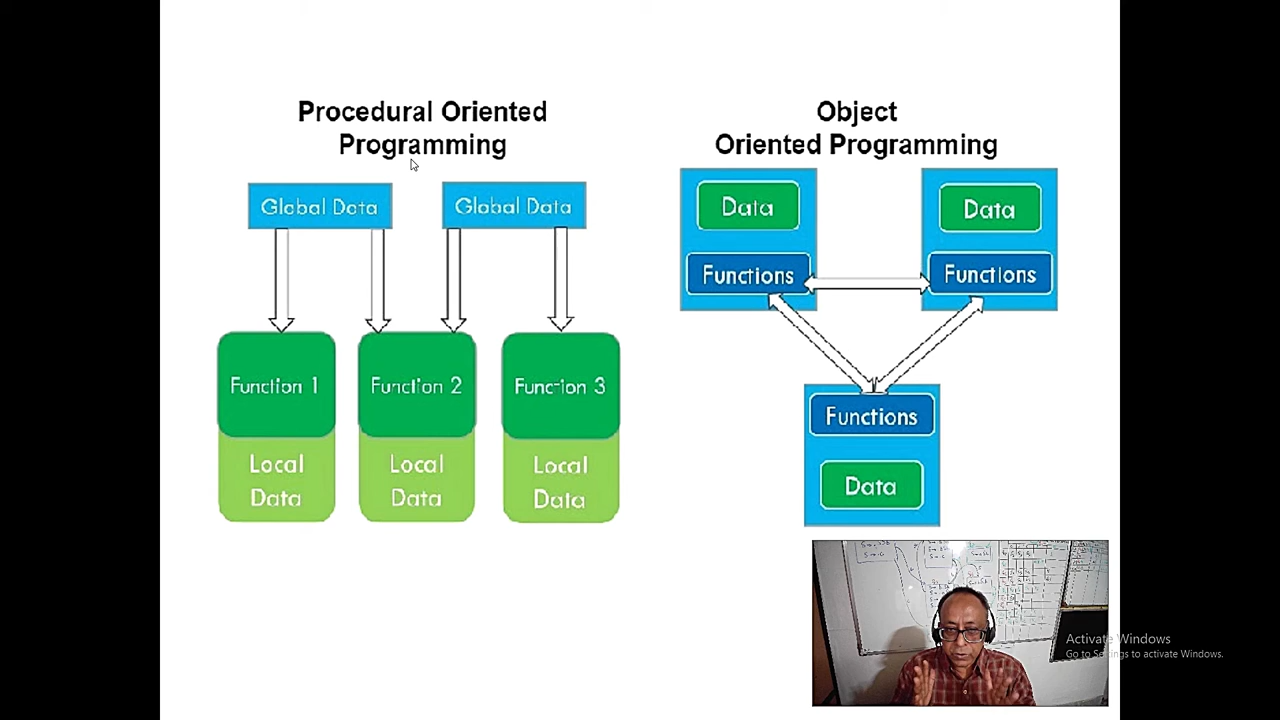 Procedural Oriented
Programming
Global Data
Global Data
Function 1
Function 2
Function 3
Local
Data
Local
Data
Local
Data
Object
Oriented Programming
Data
Functions
Data
Functions
Functions
Data
Activate Windows
Go to Settings to activate Windows.